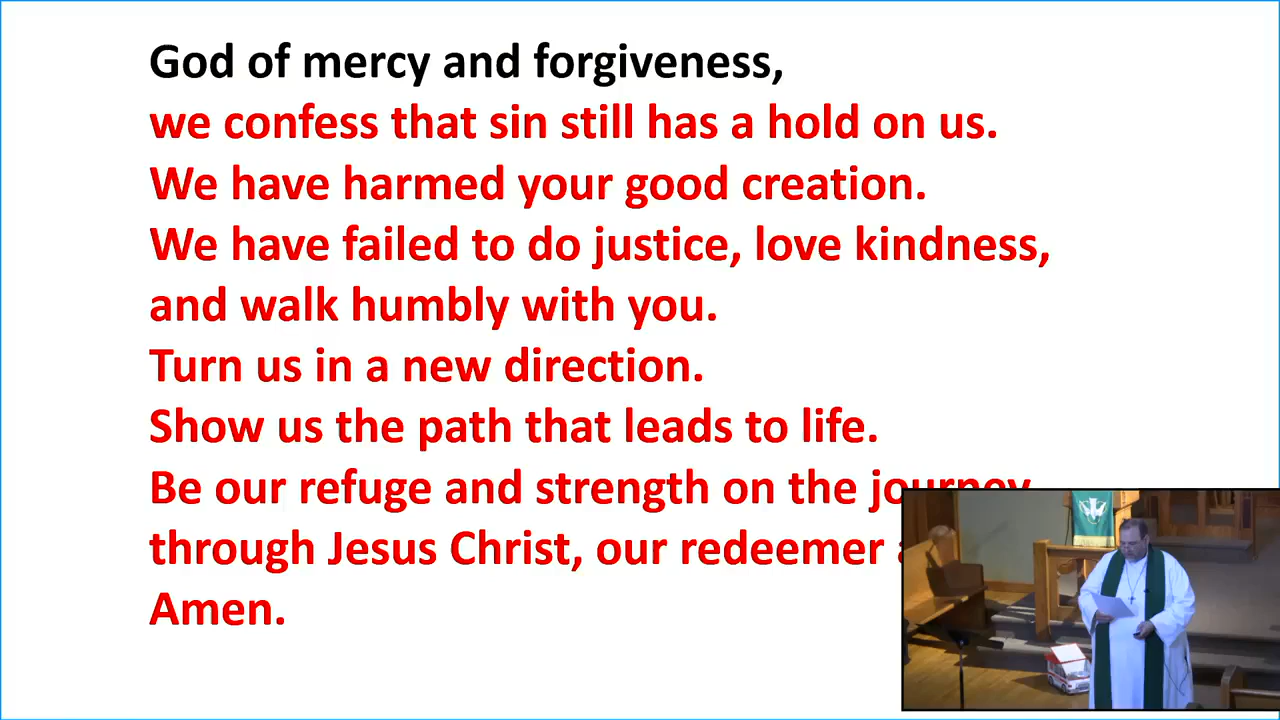 God of mercy and forgiveness,
we confess that sin still has a hold on us.
We have harmed your good creation.
We have failed to do justice, love kindness,
and walk humbly with you.
Turn us in a new direction.
Show us the path that leads to life.
Be our refuge and strength on the journey
through Jesus Christ, our redeemer
Amen.